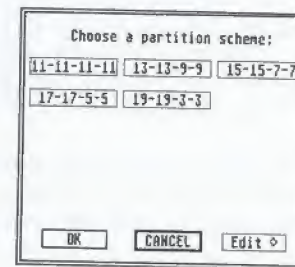 Choose a partition scheme:
11-11-11-11 13-13-9-9 15-15-7-7
17-17-5-5 19-19-3-3
OK CANCEL Edit ◇